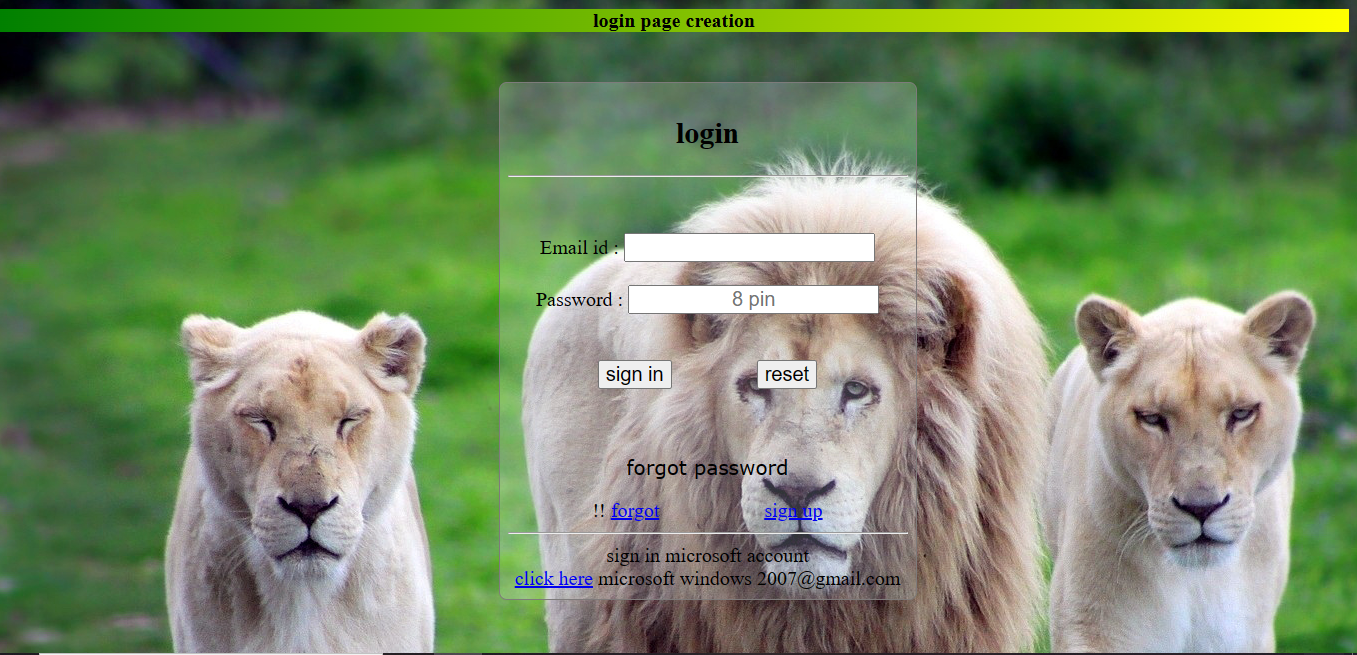 login page creation
login
Email id :
Password : 8 pin
sign in reset
forgot password
!! forgot sign up
sign in microsoft account
click here microsoft windows 2007@gmail.com